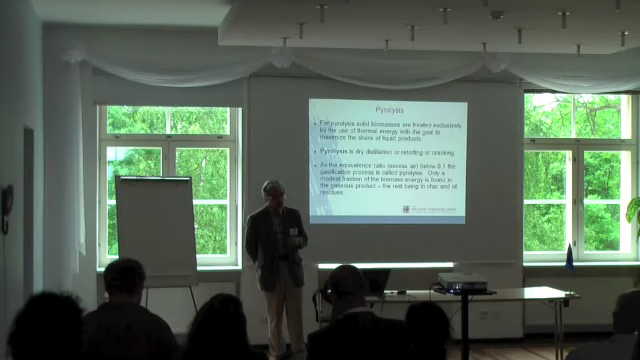 Pyrolysis
For pyrolysis solid biomasses are treated exclusively
by the use of thermal energy with the goal to
maximize the share of liquid products.
Pyrolysis is dry distillation or retorting or cracking.
As the equivalence ratio (excess air) below 0.1 the
gasification process is called pyrolysis. Only a
modest fraction of the biomass energy is found in
the gaseous product – the rest being in char and oil
residues.